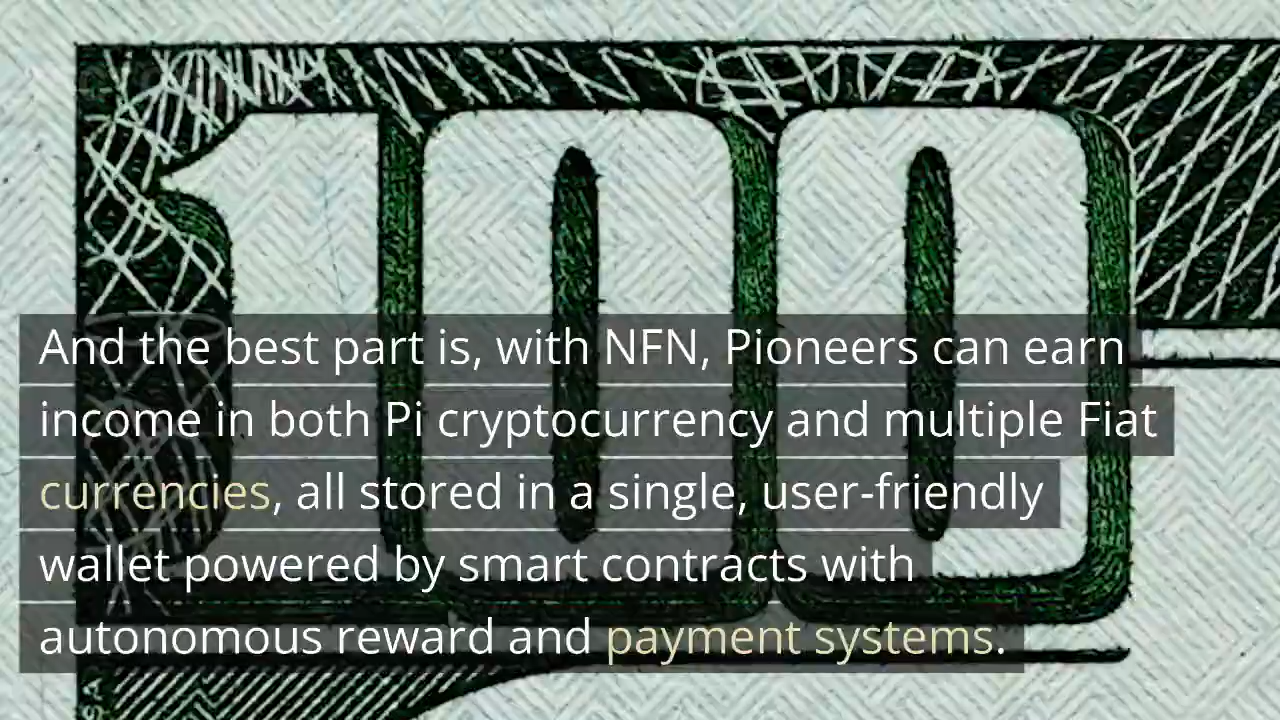 100
And the best part is, with NFN, Pioneers can earn
income in both Pi cryptocurrency and multiple Fiat
currencies, all stored in a single, user-friendly
wallet powered by smart contracts with
autonomous reward and payment systems.